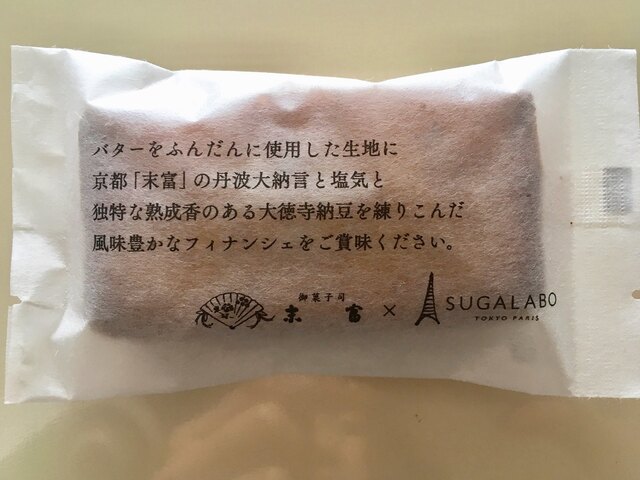 バターをふんだんに使用した生地に
京都「末富」の丹波大納言と塩気と
独特な熟成香のある大徳寺納豆を練りこんだ
風味豊かなフィナンシェをご賞味ください。
御菓子司
末富 × SUGALABO
TOKYO PARIS